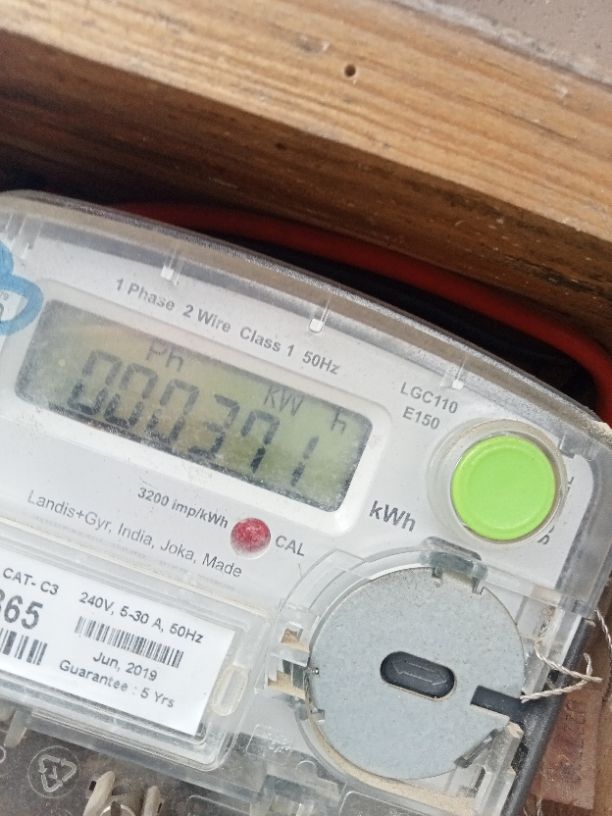 1 Phase 2 Wire Class 1 50Hz
Ph kW h
000371
LGC110
E150
3200 imp/kWh
kWh
CAL
Landis+Gyr, India, Joka, Made
CAT- C3
365
240V, 5-30 A, 50Hz
Jun, 2019
Guarantee : 5 Yrs